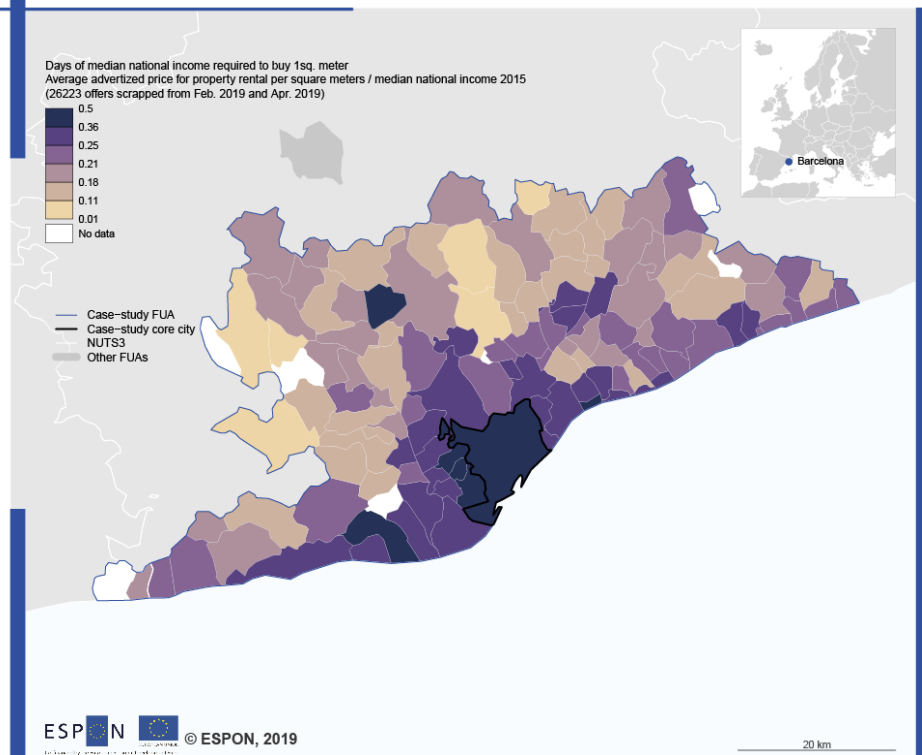 Days of median national income required to buy 1sq. meter
Average advertized price for property rental per square meters / median national income 2015
(26223 offers scrapped from Feb. 2019 and Apr. 2019)
0.5
0.36
0.25
0.21
0.18
0.11
0.01
No data
Barcelona
Case-study FUA
Case-study core city
NUTS3
Other FUAs
ESPON
© ESPON, 2019
20 km